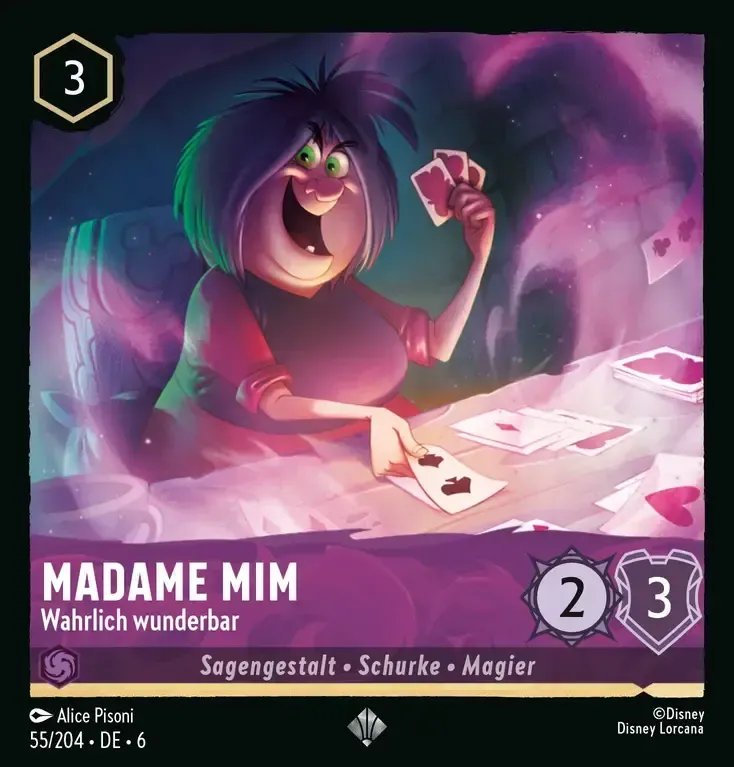 3
MADAME MIM
Wahrlich wunderbar
2
3
Sagengestalt • Schurke • Magier
Alice Pisoni
©Disney
55/204 • DE • 6
Disney Lorcana